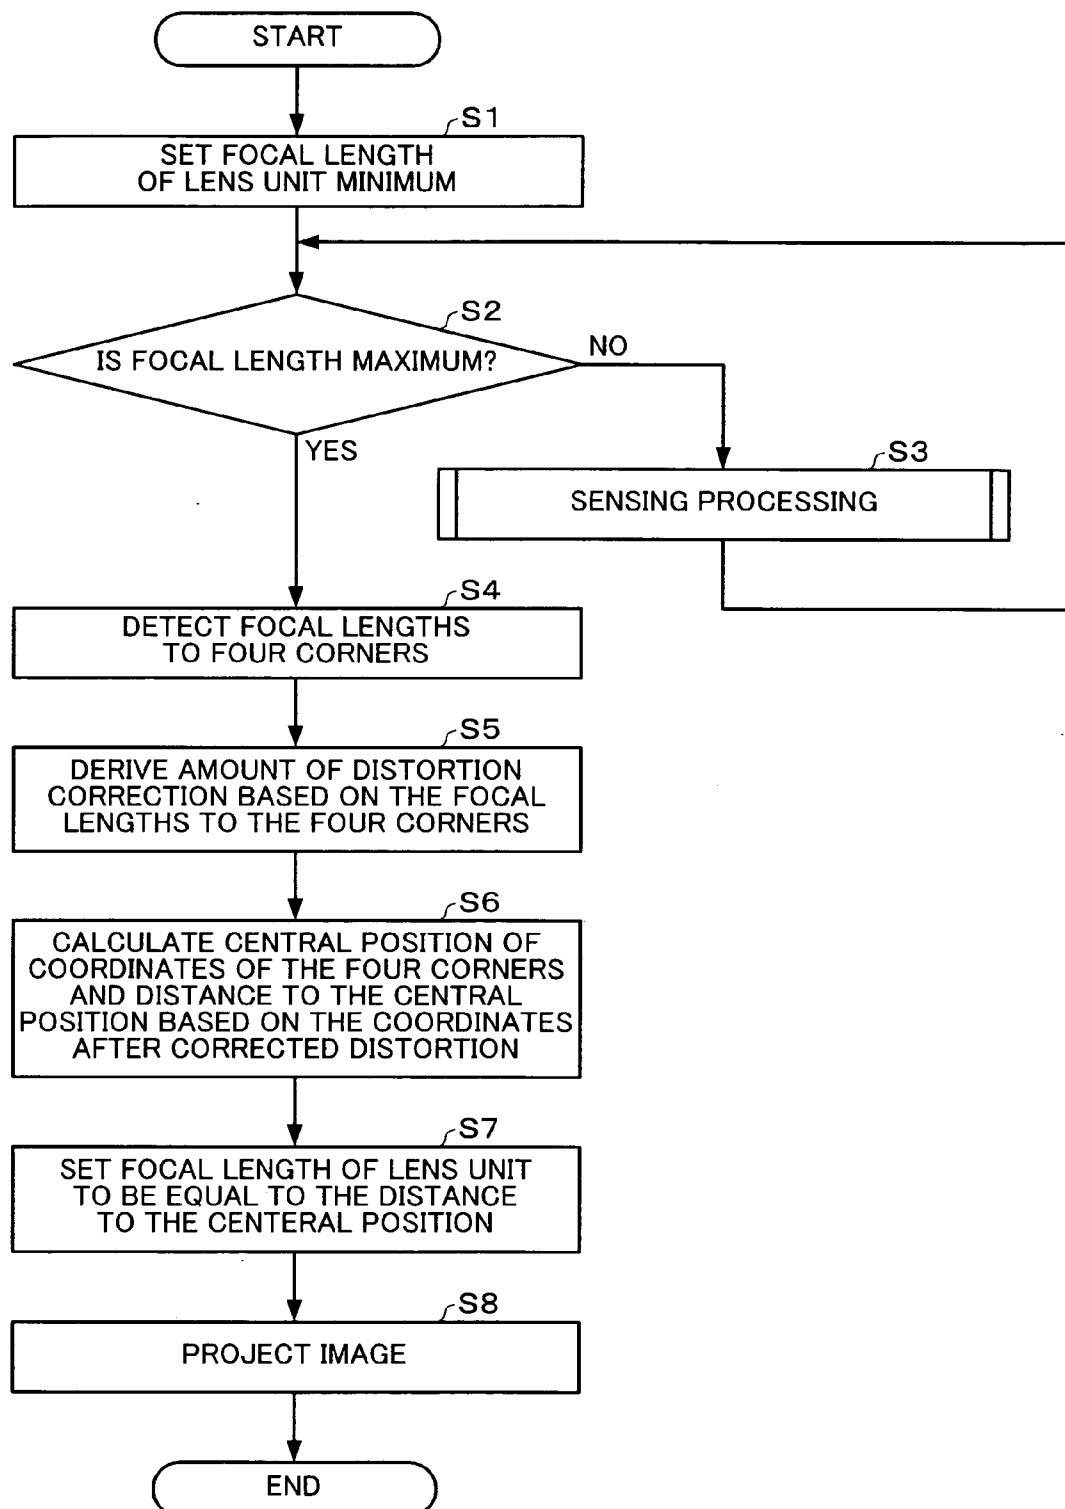 START
S1
SET FOCAL LENGTH
OF LENS UNIT MINIMUM
S2
IS FOCAL LENGTH MAXIMUM?
NO
YES
S3
SENSING PROCESSING
S4
DETECT FOCAL LENGTHS
TO FOUR CORNERS
S5
DERIVE AMOUNT OF DISTORTION
CORRECTION BASED ON THE FOCAL
LENGTHS TO THE FOUR CORNERS
S6
CALCULATE CENTRAL POSITION OF
COORDINATES OF THE FOUR CORNERS
AND DISTANCE TO THE CENTRAL
POSITION BASED ON THE COORDINATES
AFTER CORRECTED DISTORTION
S7
SET FOCAL LENGTH OF LENS UNIT
TO BE EQUAL TO THE DISTANCE
TO THE CENTERAL POSITION
S8
PROJECT IMAGE
END